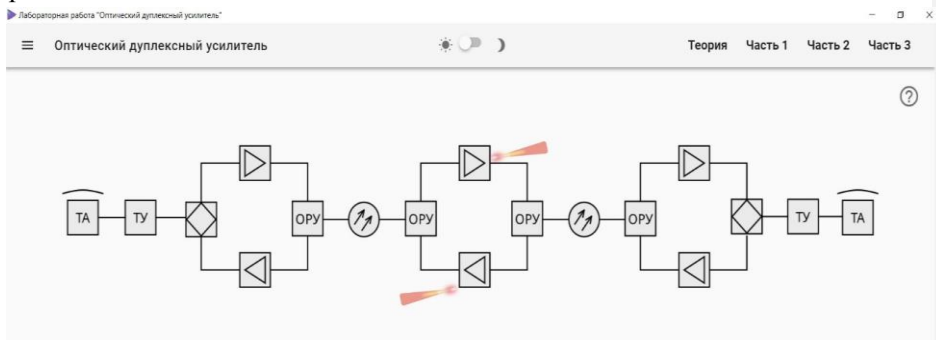 Лабораторная работа "Оптический дуплексный усилитель"
Оптический дуплексный усилитель Теория Часть 1 Часть 2 Часть 3
?
ТА ТУ ОРУ ОРУ ОРУ ОРУ ТУ ТА